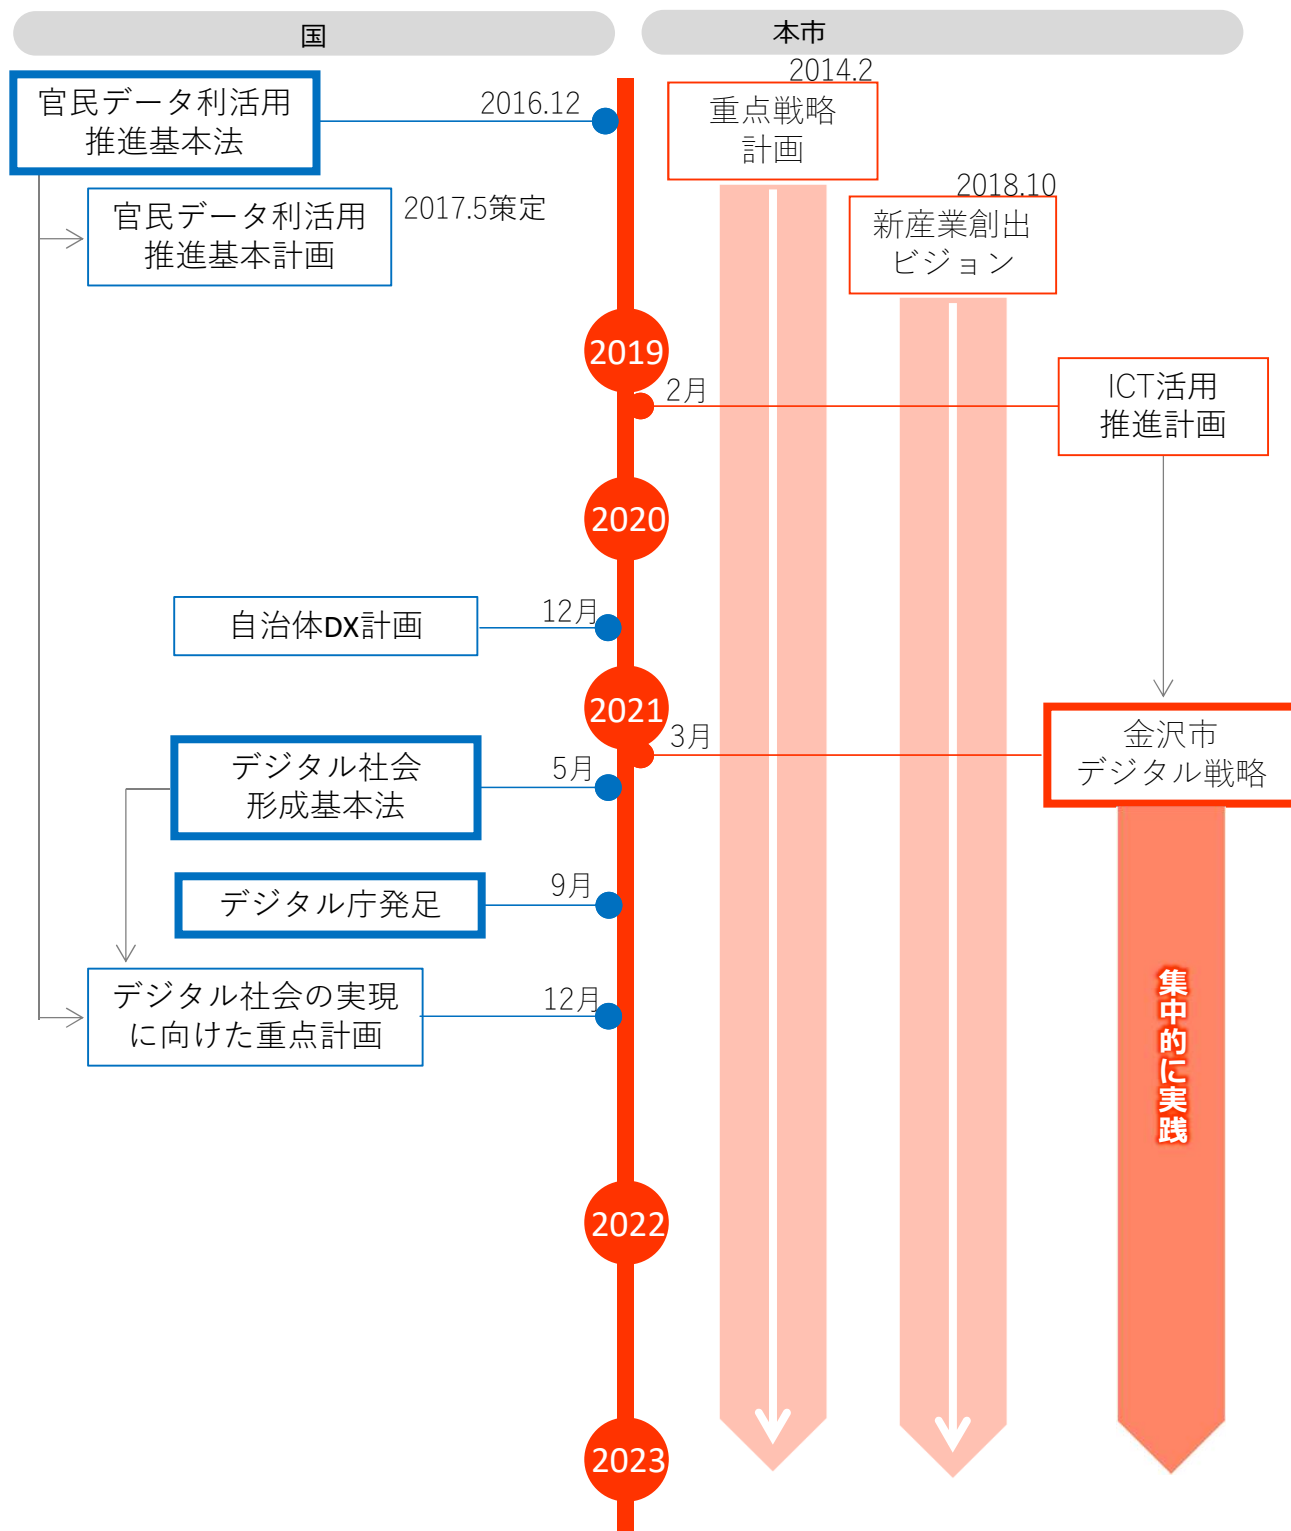 国
本市
官民データ利活用
推進基本法
2016.12
官民データ利活用
推進基本計画
2017.5策定
2014.2
重点戦略
計画
2018.10
新産業創出
ビジョン
2019
2月
ICT活用
推進計画
2020
自治体DX計画
12月
2021
3月
金沢市
デジタル戦略
デジタル社会
形成基本法
5月
デジタル庁発足
9月
デジタル社会の実現
に向けた重点計画
12月
集中的に実践
2022
2023